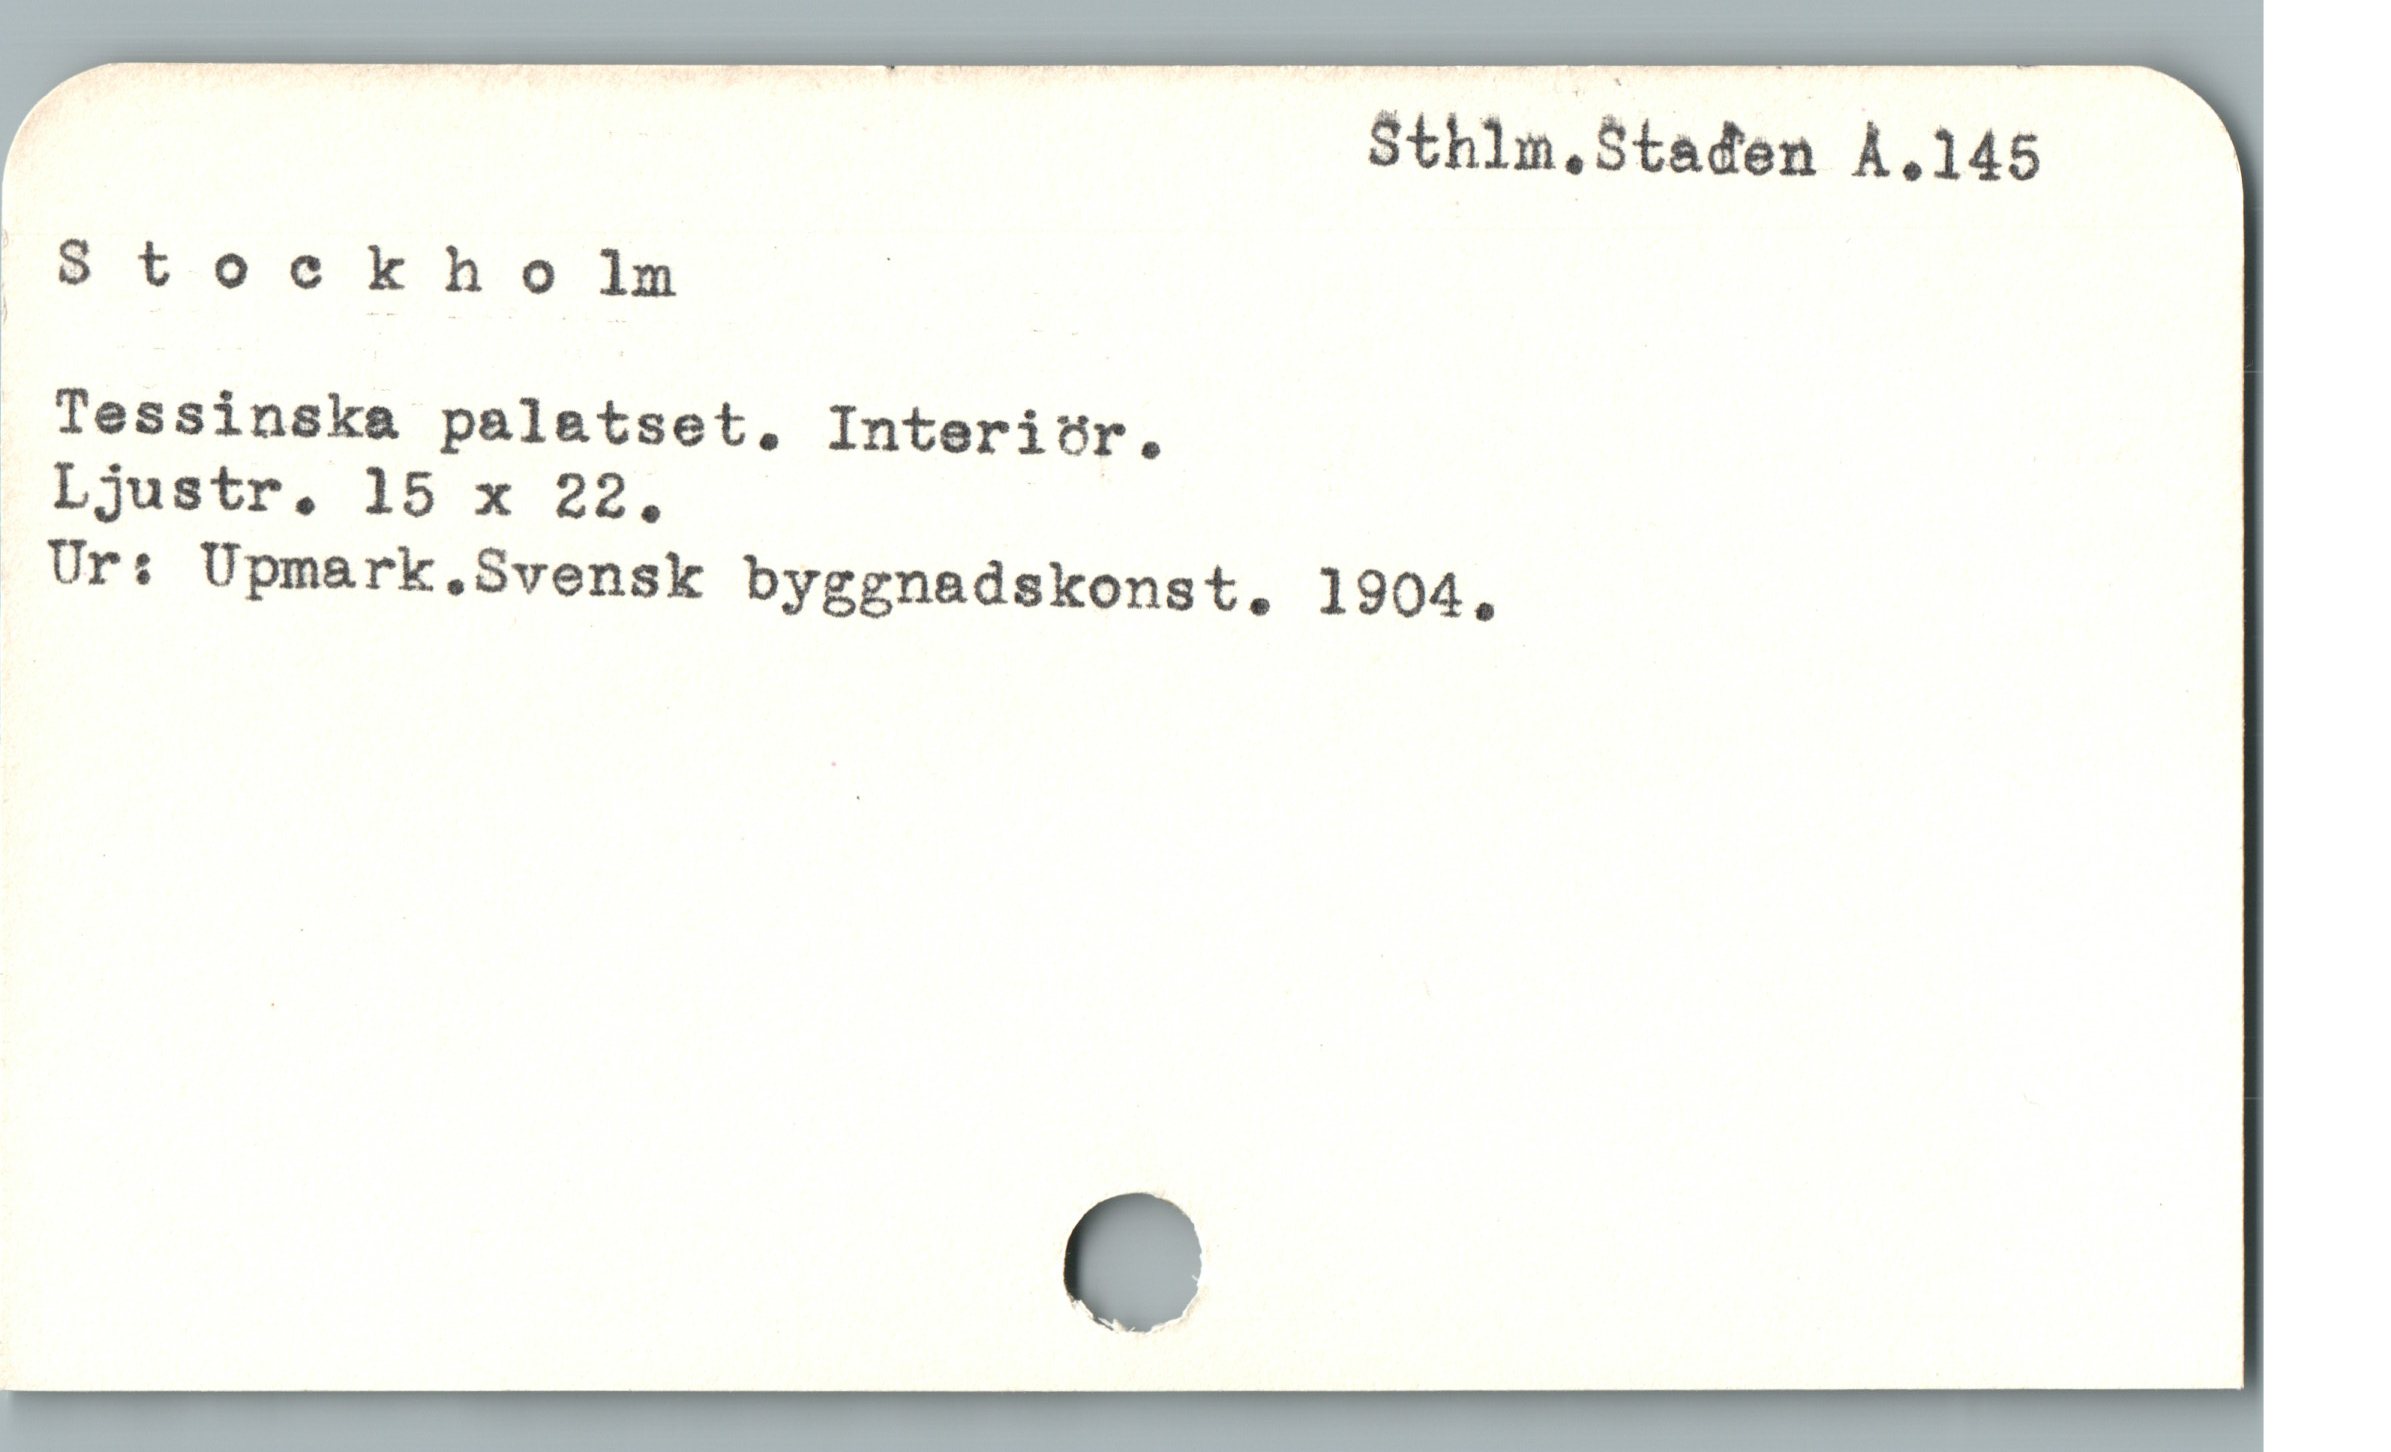 Sthlm.Staden A.145
S t o c k h o lm
Tessinska palatset. Interiör.
Ljustr. 15 x 22.
Ur: Upmark.Svensk byggnadskonst. 1904.